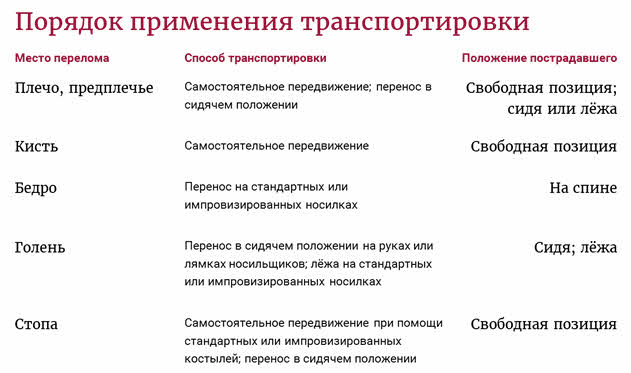 Порядок применения транспортировки
Место перелома Способ транспортировки Положение пострадавшего
Плечо, предплечье Самостоятельное передвижение; перенос в Свободная позиция;
сидячем положении сидя или лёжа
Кисть Самостоятельное передвижение Свободная позиция
Бедро Перенос на стандартных или На спине
импровизированных носилках
Голень Перенос в сидячем положении на руках или Сидя; лёжа
лямках носильщиков; лёжа на стандартных
или импровизированных носилках
Стопа Самостоятельное передвижение при помощи Свободная позиция
стандартных или импровизированных
костылей; перенос в сидячем положении